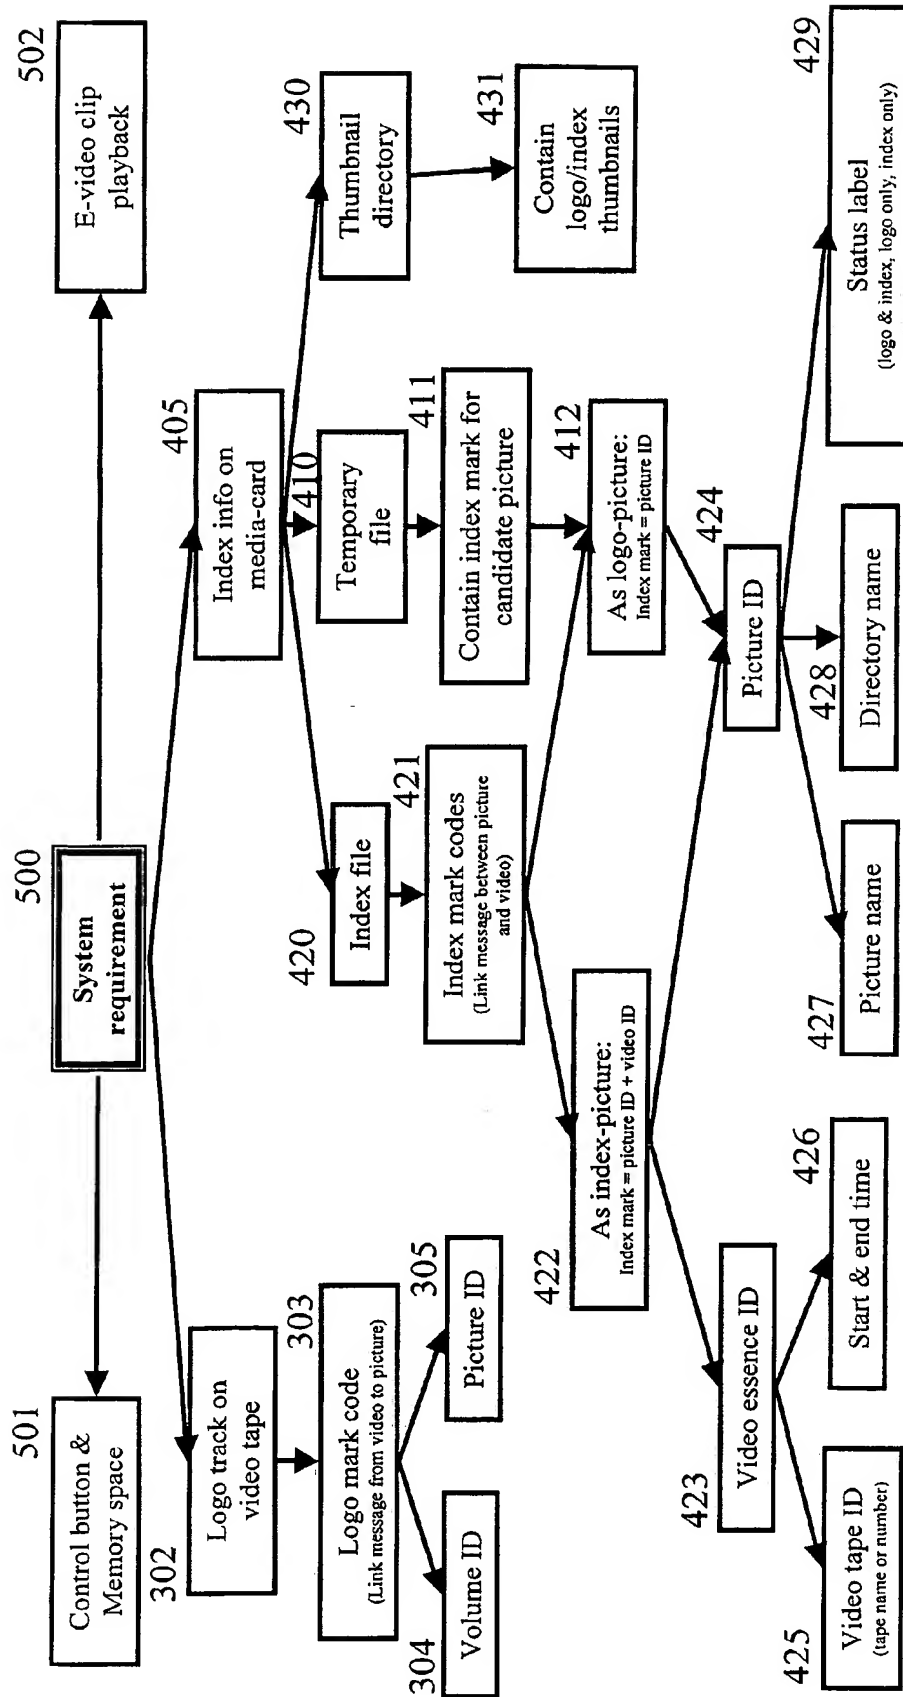 500
System
requirement
501
Control button &
Memory space
502
E-video clip
playback
302
Logo track on
video tape
405
Index info on
media-card
303
Logo mark code
(Link message from video to picture)
420
Index file
410
Temporary
file
430
Thumbnail
directory
304
Volume ID
305
Picture ID
421
Index mark codes
(Link message between picture
and video)
411
Contain index mark for
candidate picture
431
Contain
logo/index
thumbnails
422
As index-picture:
Index mark = picture ID + video ID
412
As logo-picture:
Index mark = picture ID
423
Video essence ID
424
Picture ID
425
Video tape ID
(tape name or number)
426
Start & end time
427
Picture name
428
Directory name
429
Status label
(logo & index, logo only, index only)